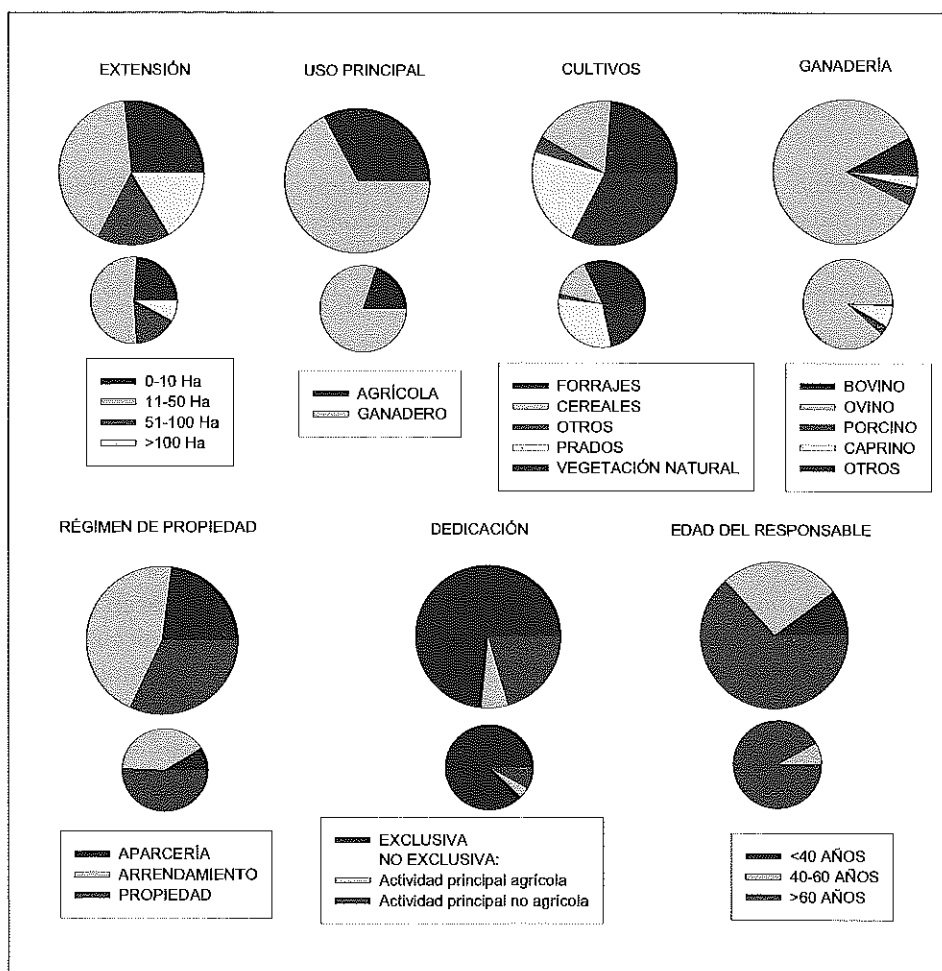 EXTENSIÓN
USO PRINCIPAL
CULTIVOS
GANADERÍA
0-10 Ha
11-50 Ha
51-100 Ha
>100 Ha
AGRÍCOLA
GANADERO
FORRAJES
CEREALES
OTROS
PRADOS
VEGETACIÓN NATURAL
BOVINO
OVINO
PORCINO
CAPRINO
OTROS
RÉGIMEN DE PROPIEDAD
DEDICACIÓN
EDAD DEL RESPONSABLE
APARCERÍA
ARRENDAMIENTO
PROPIEDAD
EXCLUSIVA
NO EXCLUSIVA:
Actividad principal agrícola
Actividad principal no agrícola
<40 AÑOS
40-60 AÑOS
>60 AÑOS